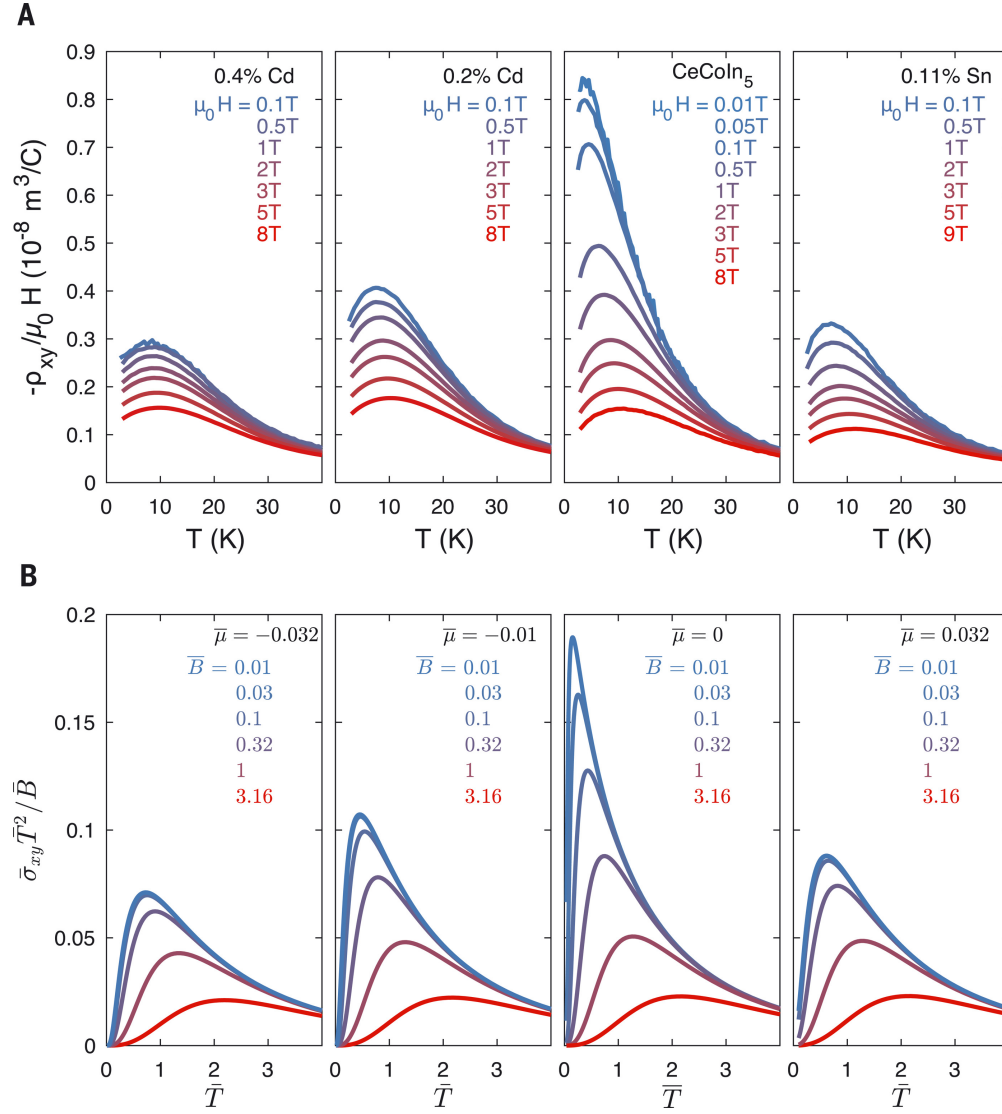 A
-ρxy/μ0 H (10-8 m3/C)
0.9
0.8
0.7
0.6
0.5
0.4
0.3
0.2
0.1
0
0.4% Cd
μ0 H = 0.1T
0.5T
1T
2T
3T
5T
8T
0 10 20 30
T (K)
0.2% Cd
μ0 H = 0.1T
0.5T
1T
2T
3T
5T
8T
0 10 20 30
T (K)
CeCoIn5
μ0 H = 0.01T
0.05T
0.1T
0.5T
1T
2T
3T
5T
8T
0 10 20 30
T (K)
0.11% Sn
μ0 H = 0.1T
0.5T
1T
2T
3T
5T
9T
0 10 20 30
T (K)
B
σ̄xy T̄2/B̄
0.2
0.15
0.1
0.05
0
μ̄ = −0.032
B̄ = 0.01
0.03
0.1
0.32
1
3.16
0 1 2 3
T̄
μ̄ = −0.01
B̄ = 0.01
0.03
0.1
0.32
1
3.16
0 1 2 3
T̄
μ̄ = 0
B̄ = 0.01
0.03
0.1
0.32
1
3.16
0 1 2 3
T̄
μ̄ = 0.032
B̄ = 0.01
0.03
0.1
0.32
1
3.16
0 1 2 3
T̄